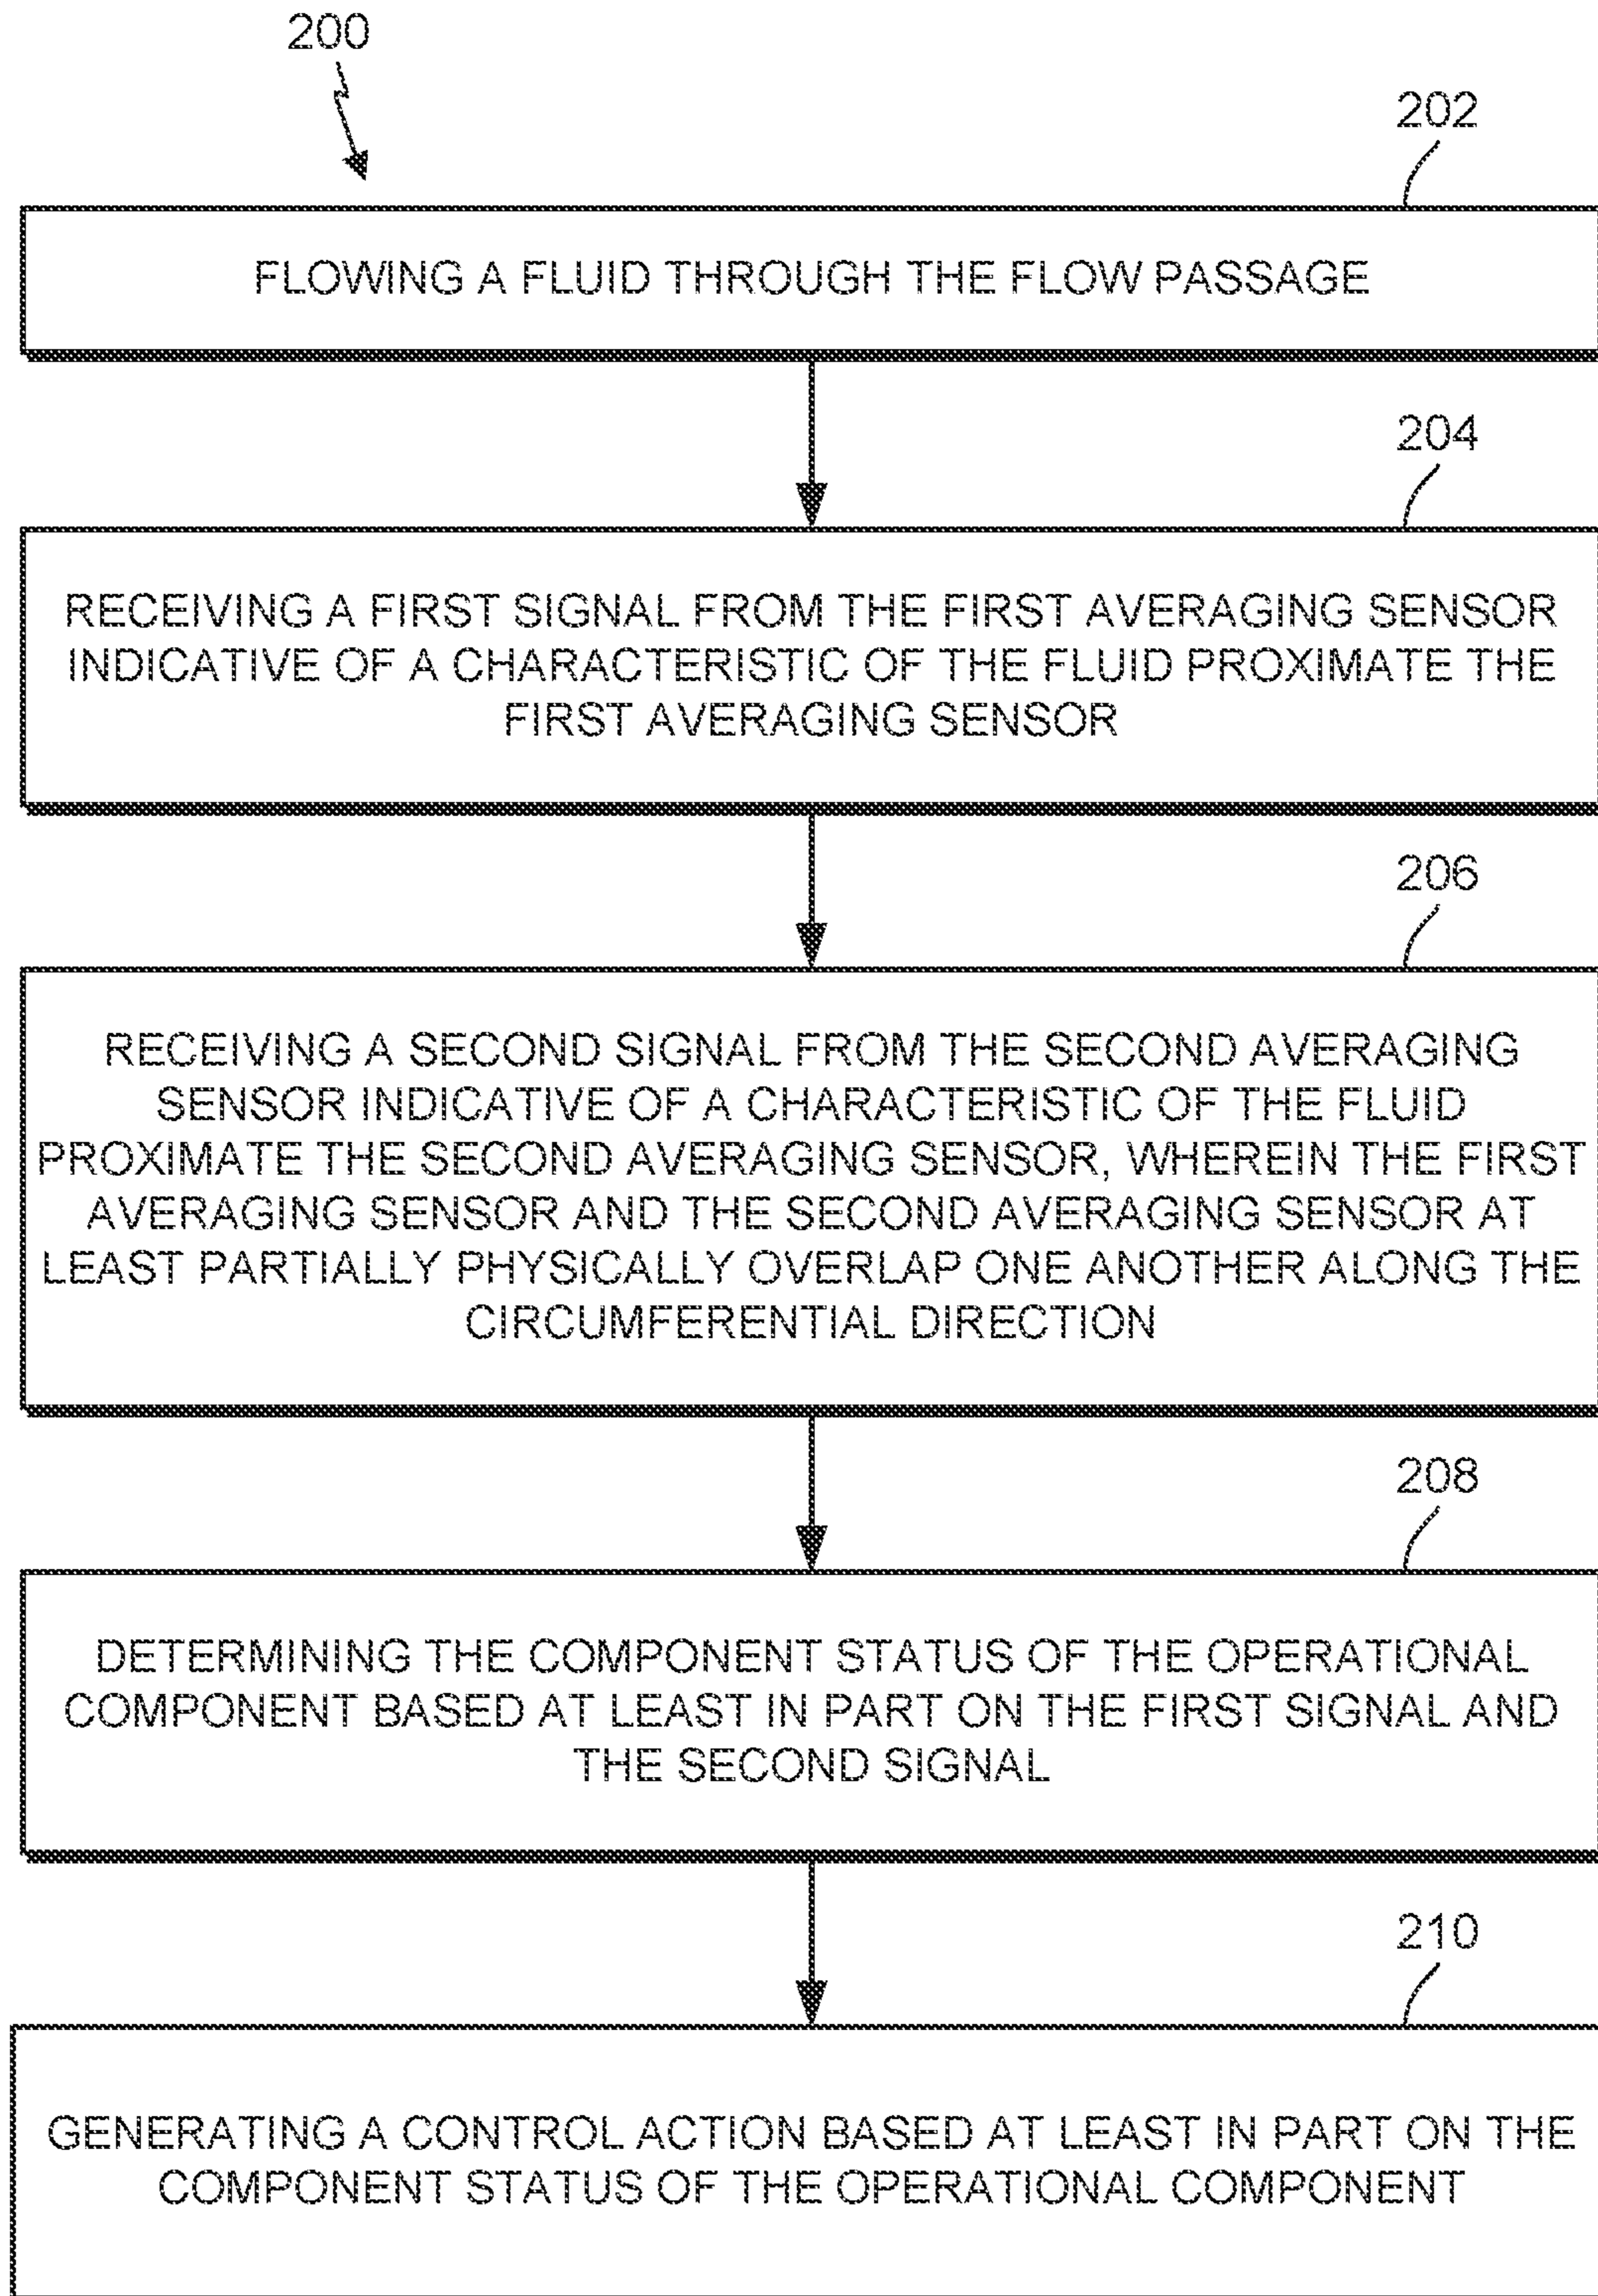 200
202
FLOWING A FLUID THROUGH THE FLOW PASSAGE
204
RECEIVING A FIRST SIGNAL FROM THE FIRST AVERAGING SENSOR
INDICATIVE OF A CHARACTERISTIC OF THE FLUID PROXIMATE THE
FIRST AVERAGING SENSOR
206
RECEIVING A SECOND SIGNAL FROM THE SECOND AVERAGING
SENSOR INDICATIVE OF A CHARACTERISTIC OF THE FLUID
PROXIMATE THE SECOND AVERAGING SENSOR, WHEREIN THE FIRST
AVERAGING SENSOR AND THE SECOND AVERAGING SENSOR AT
LEAST PARTIALLY PHYSICALLY OVERLAP ONE ANOTHER ALONG THE
CIRCUMFERENTIAL DIRECTION
208
DETERMINING THE COMPONENT STATUS OF THE OPERATIONAL
COMPONENT BASED AT LEAST IN PART ON THE FIRST SIGNAL AND
THE SECOND SIGNAL
210
GENERATING A CONTROL ACTION BASED AT LEAST IN PART ON THE
COMPONENT STATUS OF THE OPERATIONAL COMPONENT